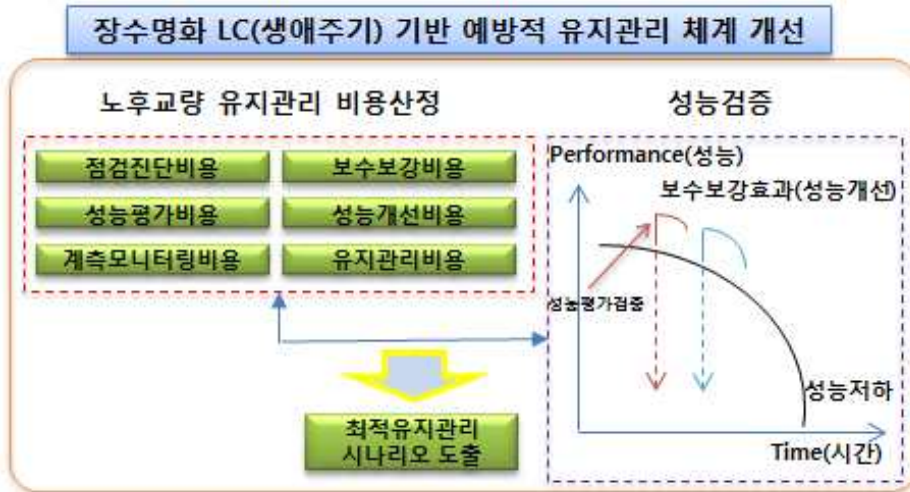 장수명화 LC(생애주기) 기반 예방적 유지관리 체계 개선
노후교량 유지관리 비용산정
점검진단비용
보수보강비용
성능평가비용
성능개선비용
계측모니터링비용
유지관리비용
최적유지관리
시나리오 도출
성능검증
Performance(성능)
보수보강효과(성능개선)
성능평가검증
성능저하
Time(시간)